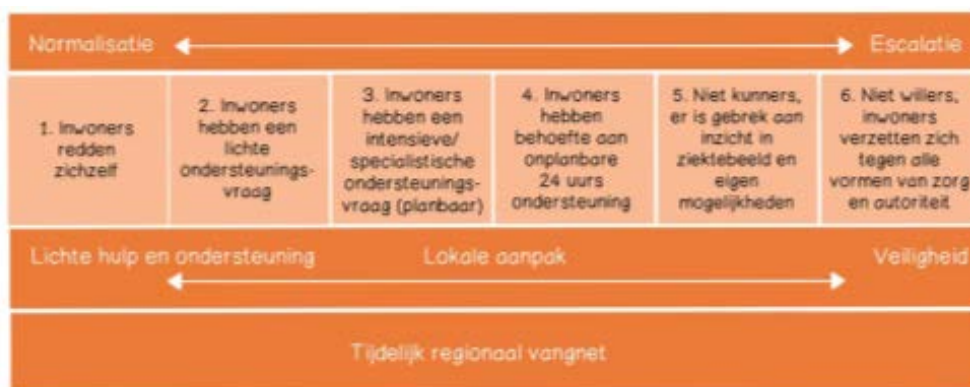 Normalisatie
Escalatie
1. Inwoners
redden
zichzelf
2. Inwoners
hebben een
lichte
ondersteunings-
vraag
3. Inwoners
hebben een
intensieve/
specialistische
ondersteunings-
vraag (planbaar)
4. Inwoners
hebben
behoefte aan
onplanbare
24 uurs
ondersteuning
5. Niet kunners,
er is gebrek aan
inzicht in
ziektebeeld en
eigen
mogelijkheden
6. Niet willers,
inwoners
verzetten zich
tegen alle
vormen van zorg
en autoriteit
Lichte hulp en ondersteuning
Lokale aanpak
Veiligheid
Tijdelijk regionaal vangnet